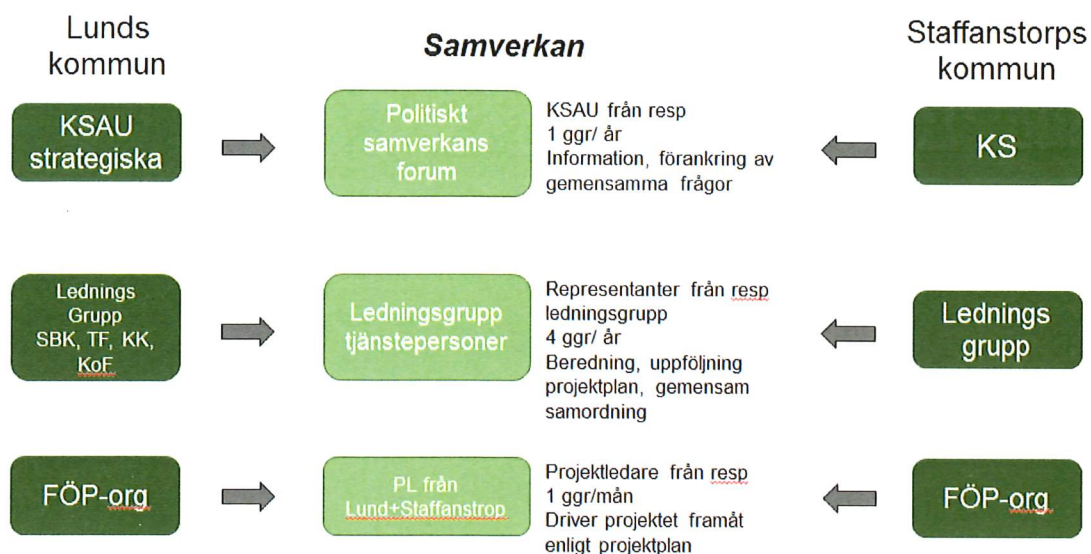 Lunds
kommun
Samverkan
Staffanstorps
kommun
KSAU
strategiska
Politiskt
samverkans
forum
KSAU från resp
1 ggr/ år
Information, förankring av
gemensamma frågor
KS
Lednings
Grupp
SBK, TF, KK,
KoF
Ledningsgrupp
tjänstepersoner
Representanter från resp
ledningsgrupp
4 ggr/ år
Beredning, uppföljning
projektplan, gemensam
samordning
Lednings
grupp
FÖP-org
PL från
Lund+Staffanstrop
Projektledare från resp
1 ggr/mån
Driver projektet framåt
enligt projektplan
FÖP-org